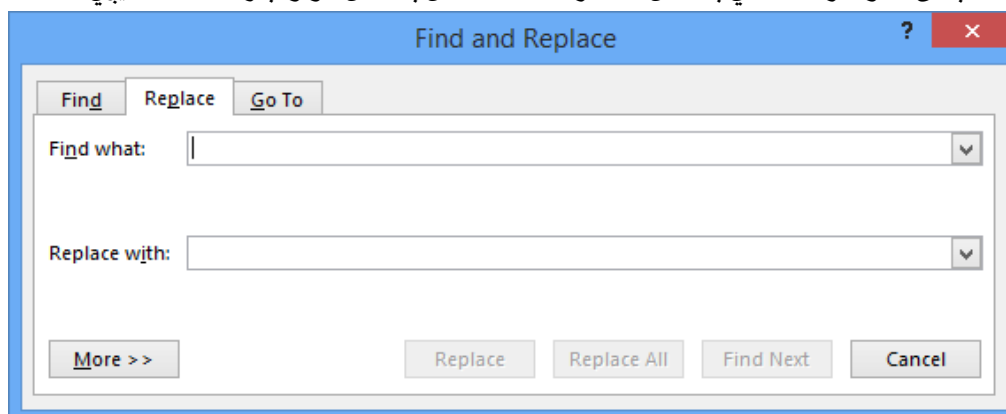 Find and Replace
?
Find Replace Go To
Find what:
Replace with:
More >> Replace Replace All Find Next Cancel